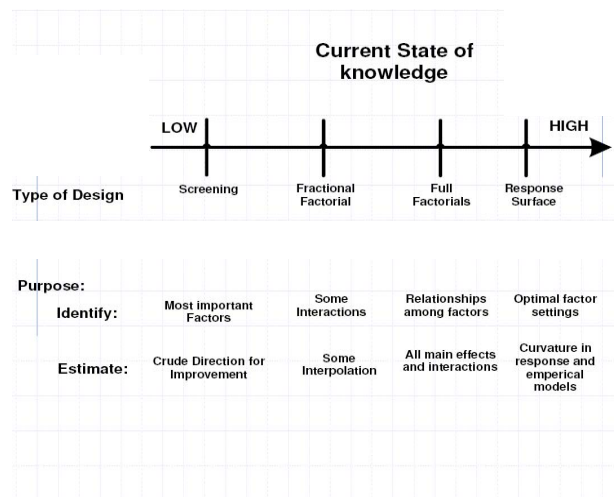 Current State of
knowledge
LOW
HIGH
Type of Design
Screening
Fractional
Factorial
Full
Factorials
Response
Surface
Purpose:
Identify:
Most important
Factors
Some
Interactions
Relationships
among factors
Optimal factor
settings
Estimate:
Crude Direction for
Improvement
Some
Interpolation
All main effects
and interactions
Curvature in
response and
emperical
models